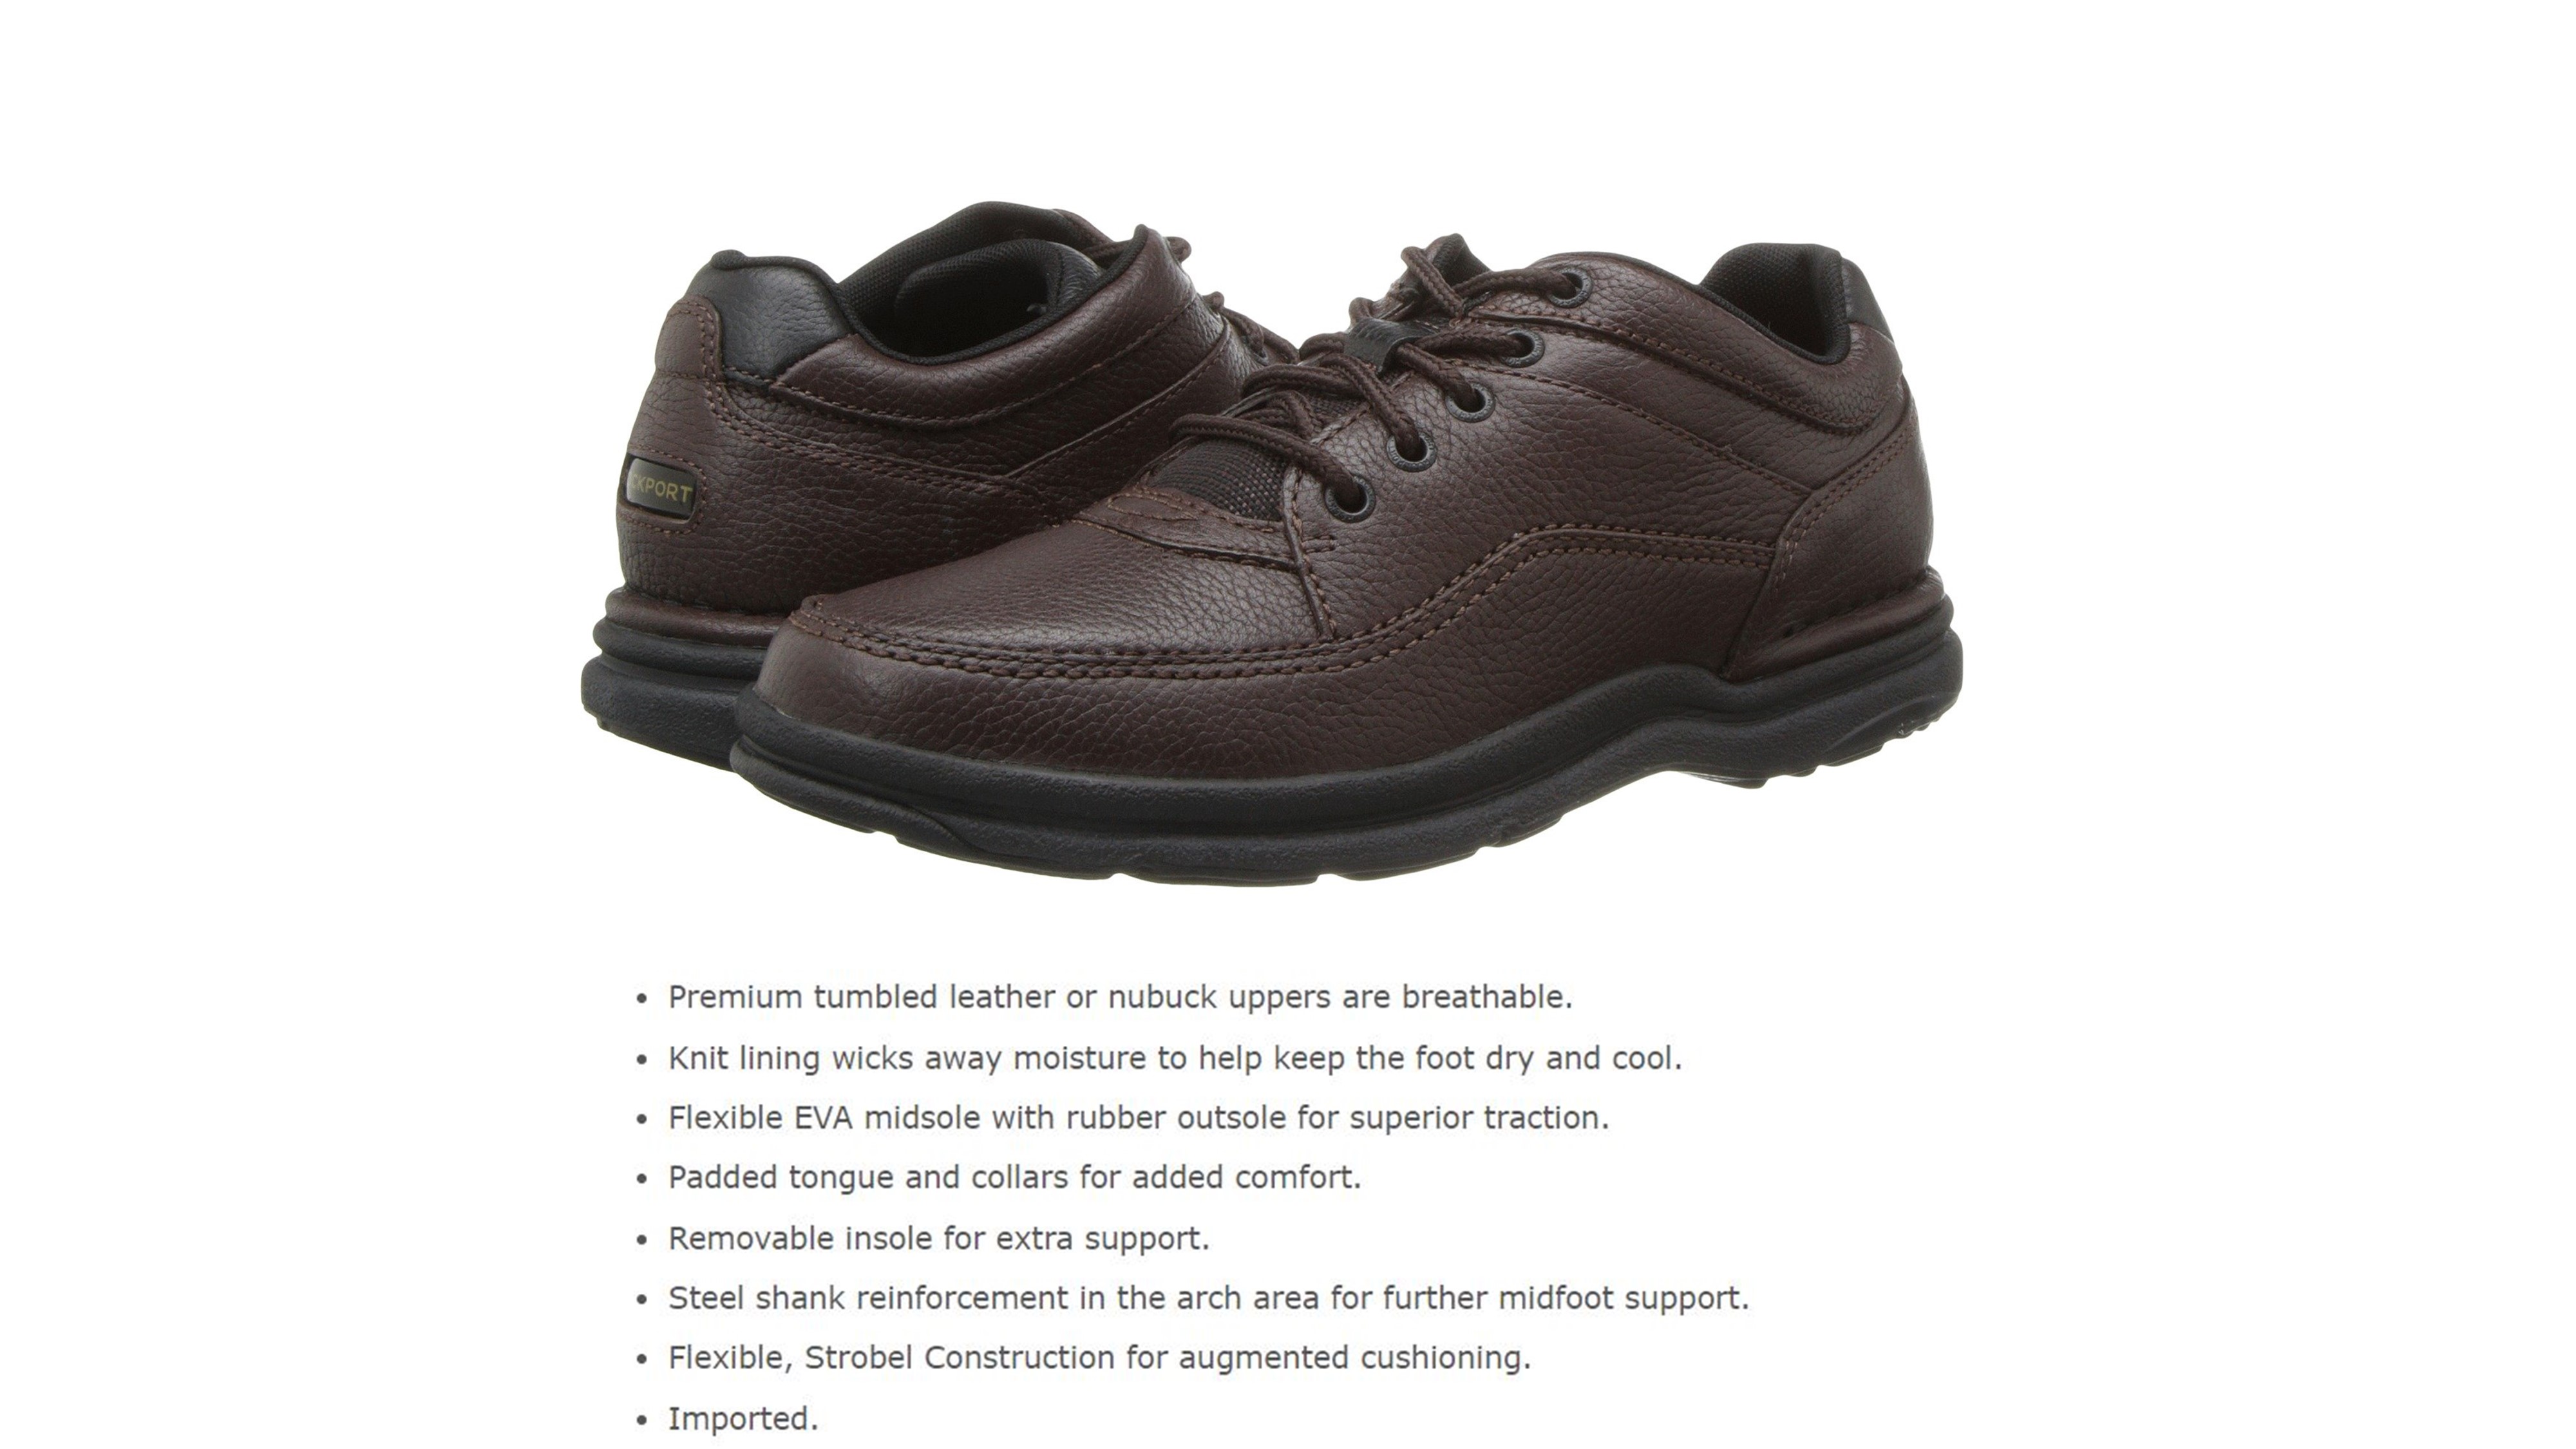 CKPORT
Premium tumbled leather or nubuck uppers are breathable.
Knit lining wicks away moisture to help keep the foot dry and cool.
Flexible EVA midsole with rubber outsole for superior traction.
Padded tongue and collars for added comfort.
Removable insole for extra support.
Steel shank reinforcement in the arch area for further midfoot support.
Flexible, Strobel Construction for augmented cushioning.
Imported.